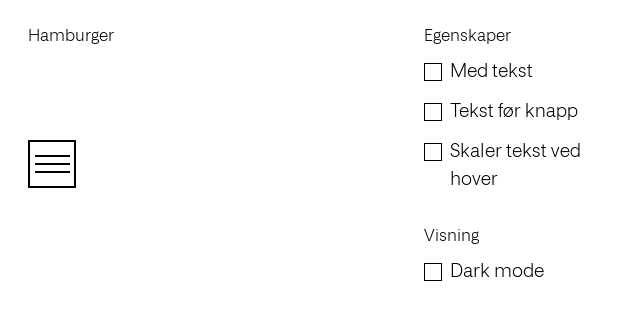 Hamburger
Egenskaper
Med tekst
Tekst før knapp
Skaler tekst ved
hover
Visning
Dark mode